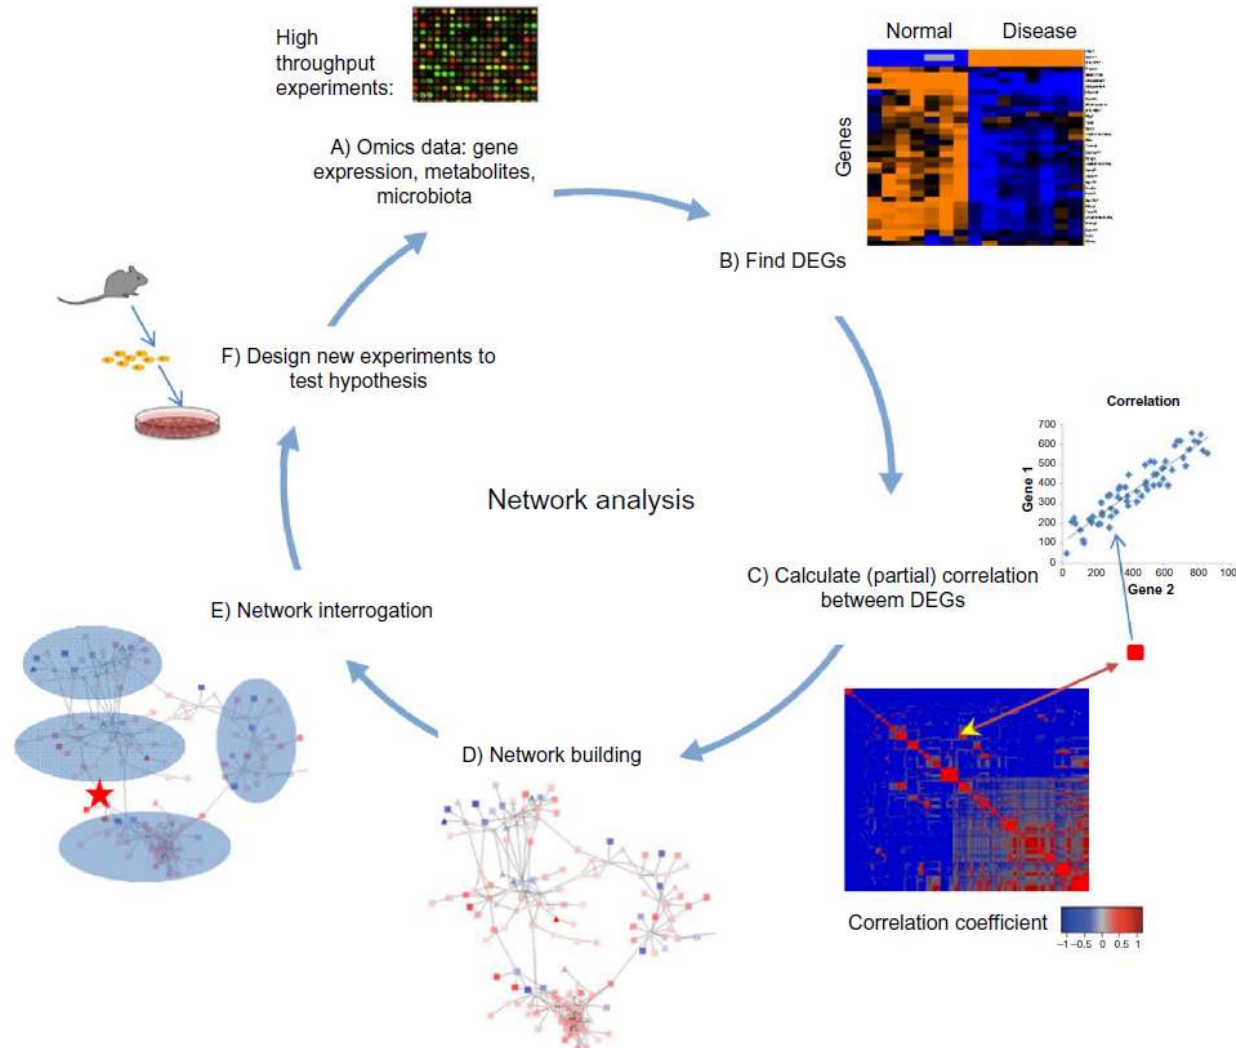 High
throughput
experiments:
Normal
Disease
Genes
A) Omics data: gene
expression, metabolites,
microbiota
B) Find DEGs
F) Design new experiments to
test hypothesis
Correlation
700
600
500
400
300
200
100
0
0 200 400 600 800 1000
Gene 1
Gene 2
Network analysis
C) Calculate (partial) correlation
betweem DEGs
E) Network interrogation
D) Network building
Correlation coefficient
−1 −0.5 0 0.5 1